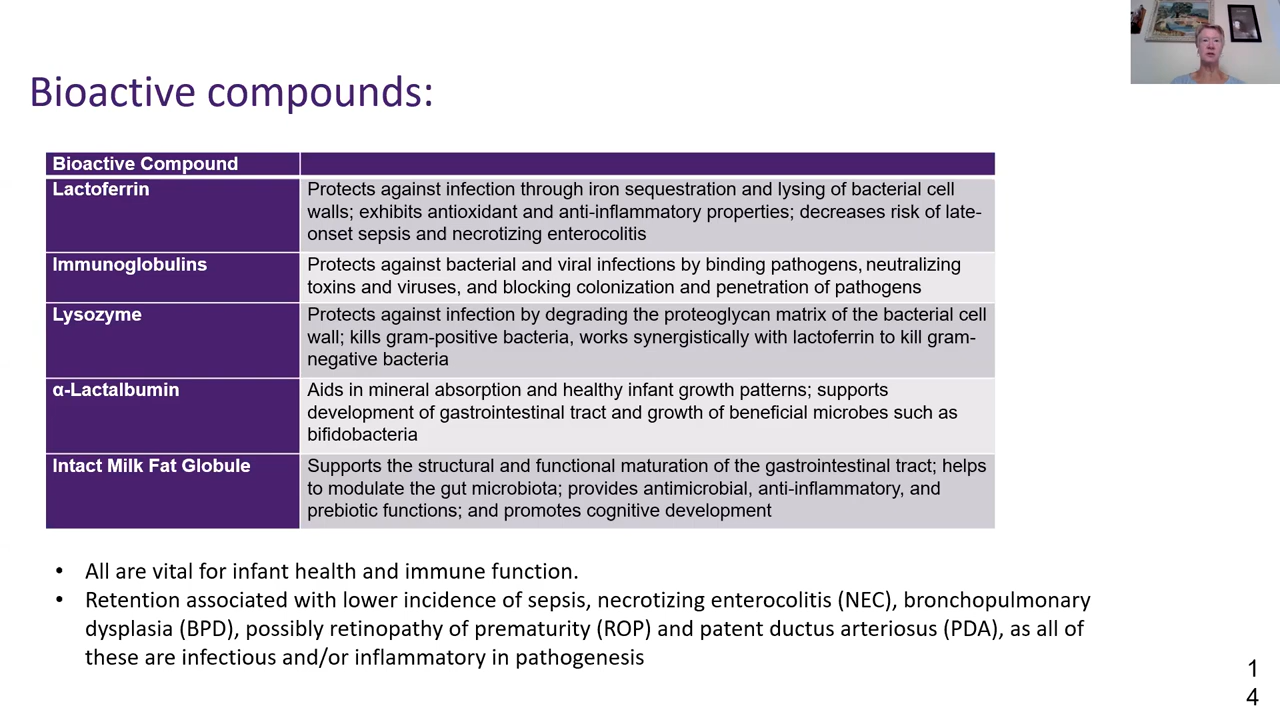 Bioactive compounds:
Bioactive Compound
Lactoferrin
Protects against infection through iron sequestration and lysing of bacterial cell
walls; exhibits antioxidant and anti-inflammatory properties; decreases risk of late-
onset sepsis and necrotizing enterocolitis
Immunoglobulins
Protects against bacterial and viral infections by binding pathogens, neutralizing
toxins and viruses, and blocking colonization and penetration of pathogens
Lysozyme
Protects against infection by degrading the proteoglycan matrix of the bacterial cell
wall; kills gram-positive bacteria, works synergistically with lactoferrin to kill gram-
negative bacteria
α-Lactalbumin
Aids in mineral absorption and healthy infant growth patterns; supports
development of gastrointestinal tract and growth of beneficial microbes such as
bifidobacteria
Intact Milk Fat Globule
Supports the structural and functional maturation of the gastrointestinal tract; helps
to modulate the gut microbiota; provides antimicrobial, anti-inflammatory, and
prebiotic functions; and promotes cognitive development
• All are vital for infant health and immune function.
• Retention associated with lower incidence of sepsis, necrotizing enterocolitis (NEC), bronchopulmonary
dysplasia (BPD), possibly retinopathy of prematurity (ROP) and patent ductus arteriosus (PDA), as all of
these are infectious and/or inflammatory in pathogenesis
1
4